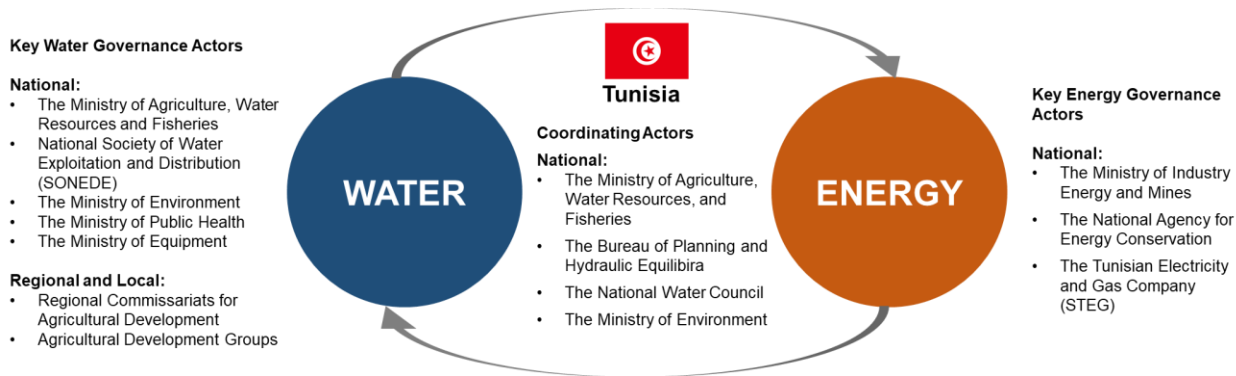 Key Water Governance Actors
National:
• The Ministry of Agriculture, Water
Resources and Fisheries
• National Society of Water
Exploitation and Distribution
(SONEDE)
• The Ministry of Environment
• The Ministry of Public Health
• The Ministry of Equipment
Regional and Local:
• Regional Commissariats for
Agricultural Development
• Agricultural Development Groups
WATER
Tunisia
Coordinating Actors
National:
• The Ministry of Agriculture,
Water Resources, and
Fisheries
• The Bureau of Planning and
Hydraulic Equilibira
• The National Water Council
• The Ministry of Environment
ENERGY
Key Energy Governance
Actors
National:
• The Ministry of Industry
Energy and Mines
• The National Agency for
Energy Conservation
• The Tunisian Electricity
and Gas Company
(STEG)